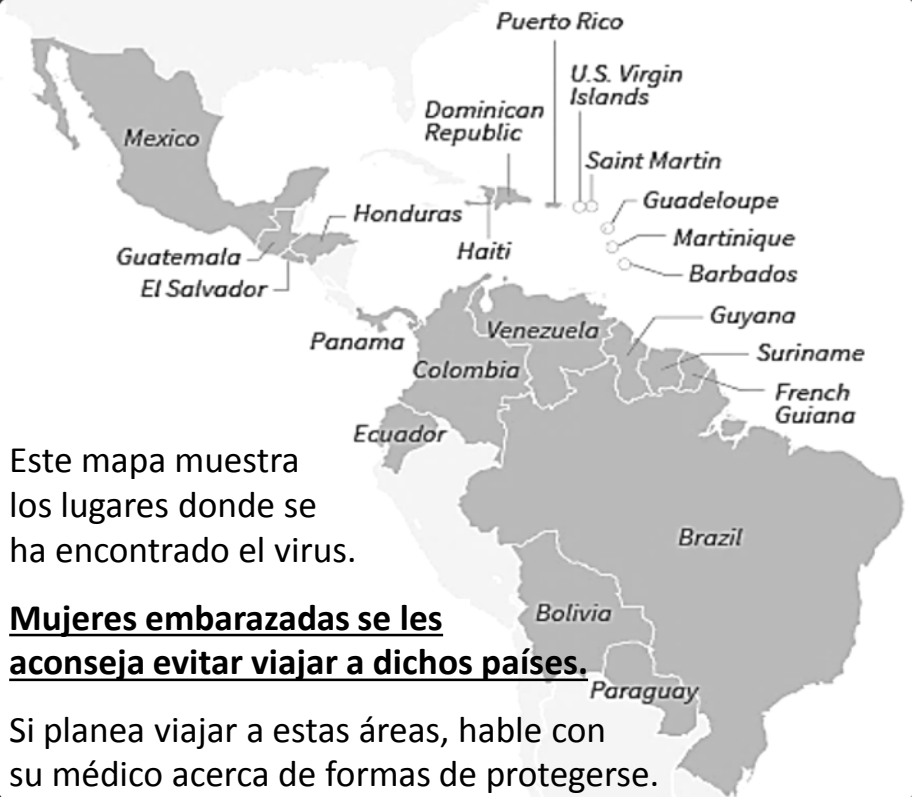 Puerto Rico
U.S. Virgin
Islands
Dominican
Republic
Mexico
Saint Martin
Guadeloupe
Honduras
Martinique
Haiti
Guatemala
Barbados
El Salvador
Guyana
Venezuela
Panama
Suriname
Colombia
French
Guiana
Ecuador
Este mapa muestra
los lugares donde se
ha encontrado el virus.
Brazil
Mujeres embarazadas se les
aconseja evitar viajar a dichos países.
Bolivia
Paraguay
Si planea viajar a estas áreas, hable con
su médico acerca de formas de protegerse.